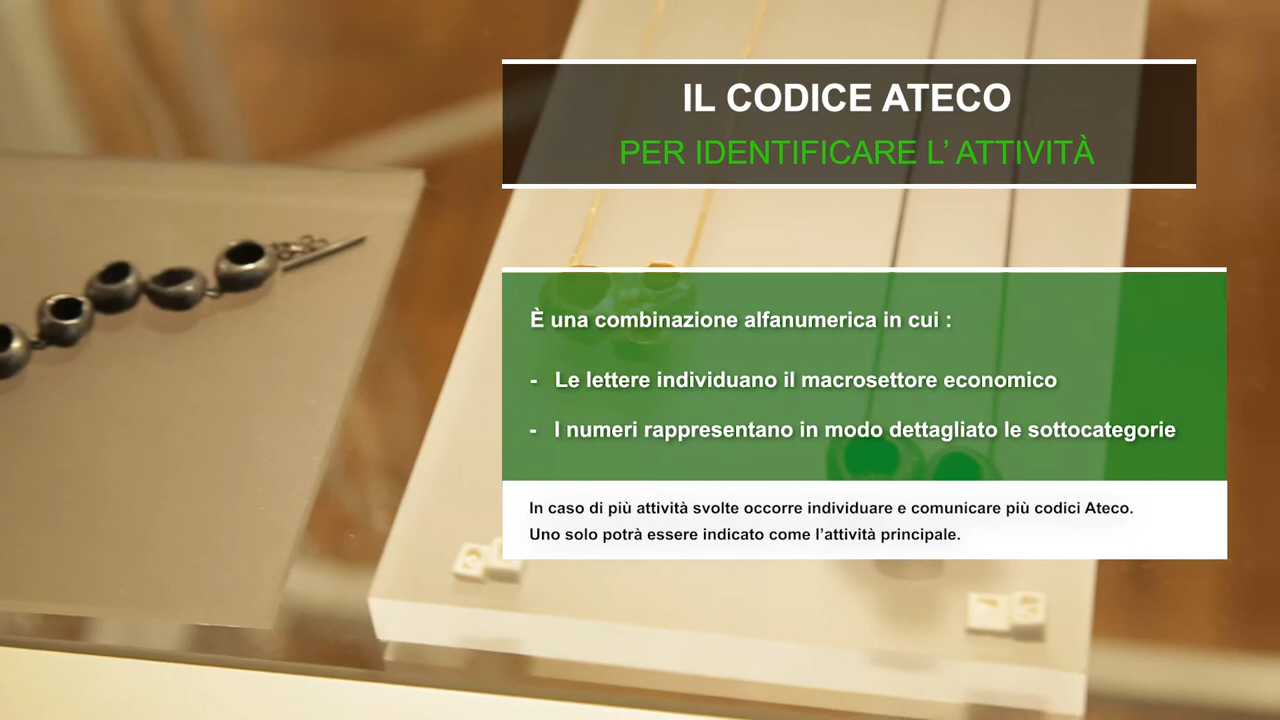 IL CODICE ATECO
PER IDENTIFICARE L’ ATTIVITÀ
È una combinazione alfanumerica in cui :
- Le lettere individuano il macrosettore economico
- I numeri rappresentano in modo dettagliato le sottocategorie
In caso di più attività svolte occorre individuare e comunicare più codici Ateco.
Uno solo potrà essere indicato come l’attività principale.